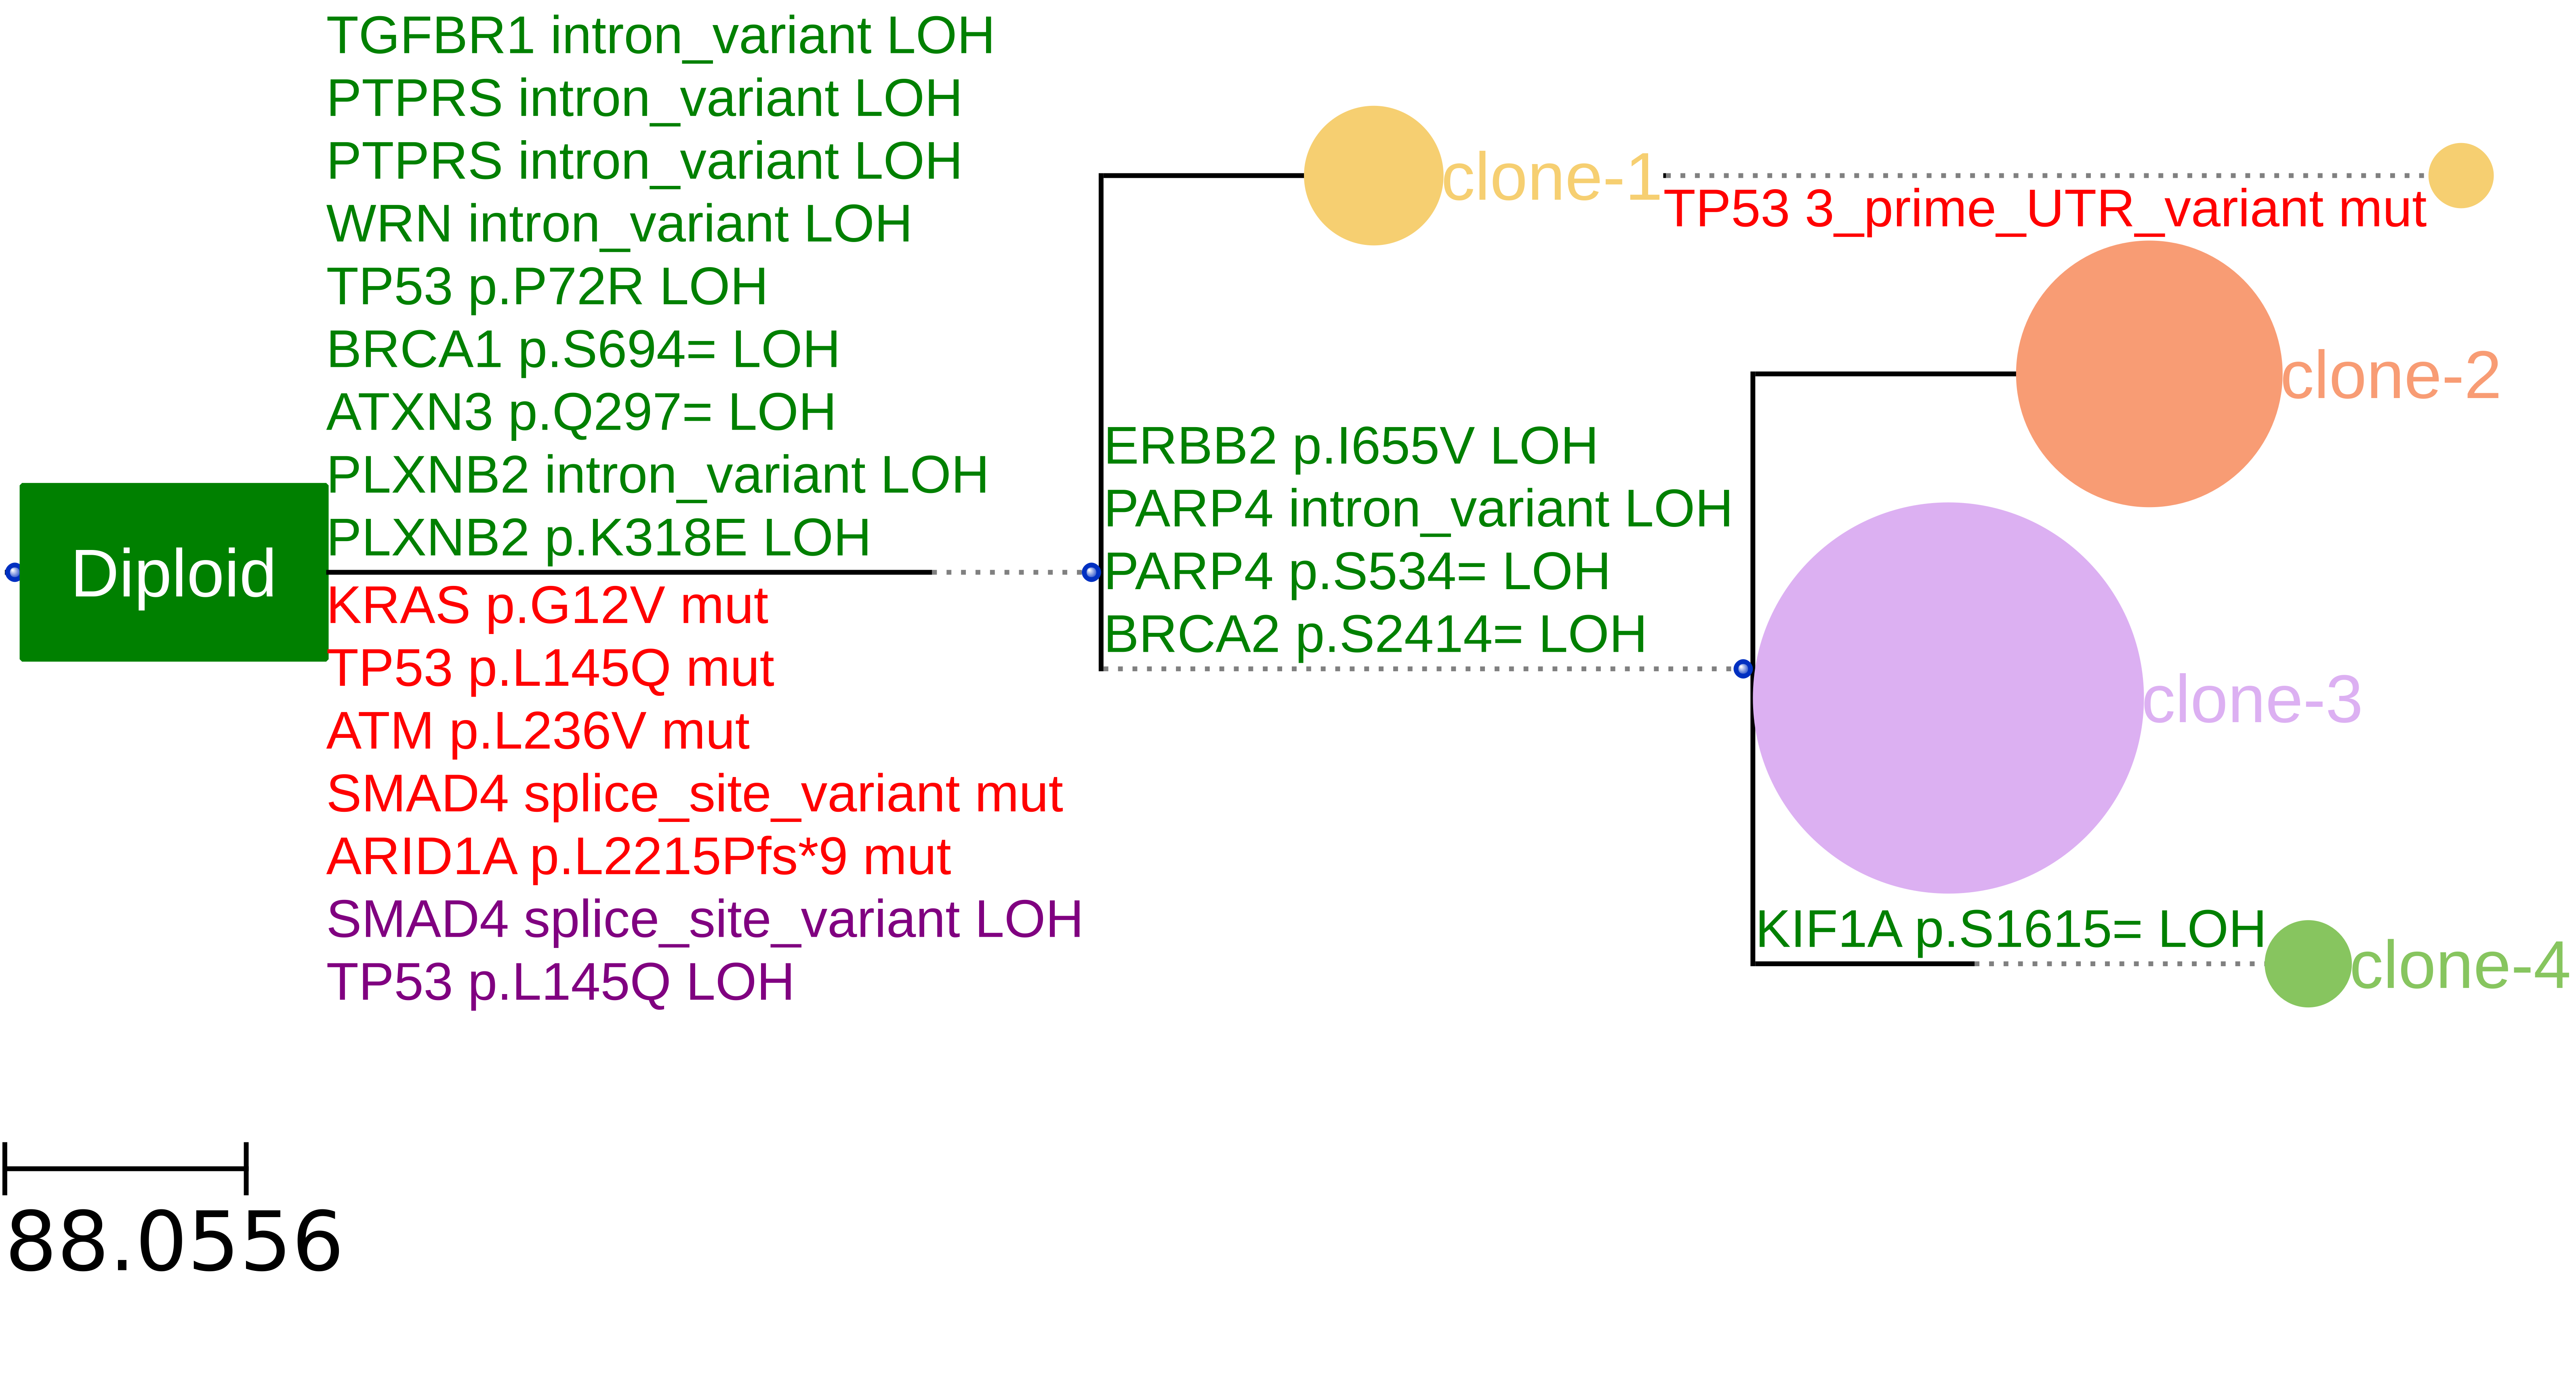 TGFBR1 intron_variant LOH
PTPRS intron_variant LOH
PTPRS intron_variant LOH
WRN intron_variant LOH
TP53 p.P72R LOH
BRCA1 p.S694= LOH
ATXN3 p.Q297= LOH
PLXNB2 intron_variant LOH
PLXNB2 p.K318E LOH
Diploid
KRAS p.G12V mut
TP53 p.L145Q mut
ATM p.L236V mut
SMAD4 splice_site_variant mut
ARID1A p.L2215Pfs*9 mut
SMAD4 splice_site_variant LOH
TP53 p.L145Q LOH
clone-1
TP53 3_prime_UTR_variant mut
ERBB2 p.I655V LOH
PARP4 intron_variant LOH
PARP4 p.S534= LOH
BRCA2 p.S2414= LOH
clone-2
clone-3
KIF1A p.S1615= LOH
clone-4
88.0556